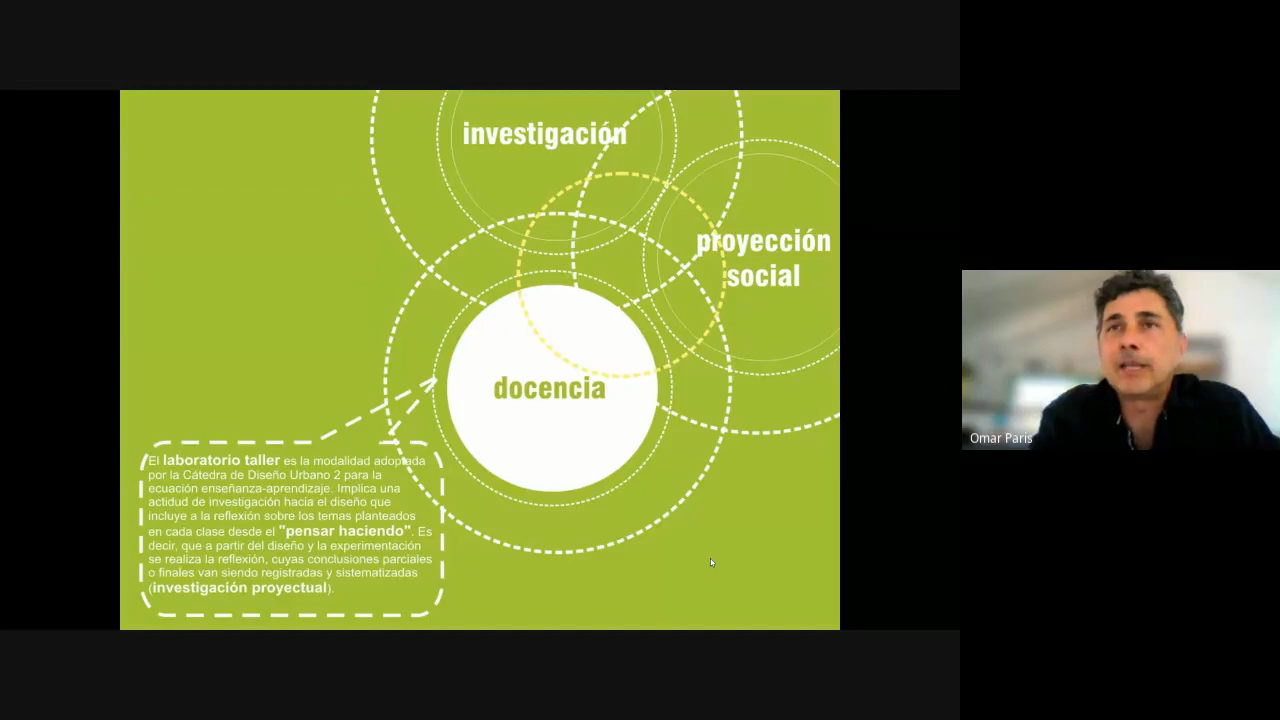 investigación
proyección
social
docencia
El laboratorio taller es la modalidad adoptada
por la Cátedra de Diseño Urbano 2 para la
ecuación enseñanza-aprendizaje. Implica una
actitud de investigación hacia el diseño que
incluye a la reflexión sobre los temas planteados
en cada clase desde el "pensar haciendo". Es
decir, que a partir del diseño y la experimentación
se realiza la reflexión, cuyas conclusiones parciales
o finales van siendo registradas y sistematizadas
(investigación proyectual).
Omar Paris